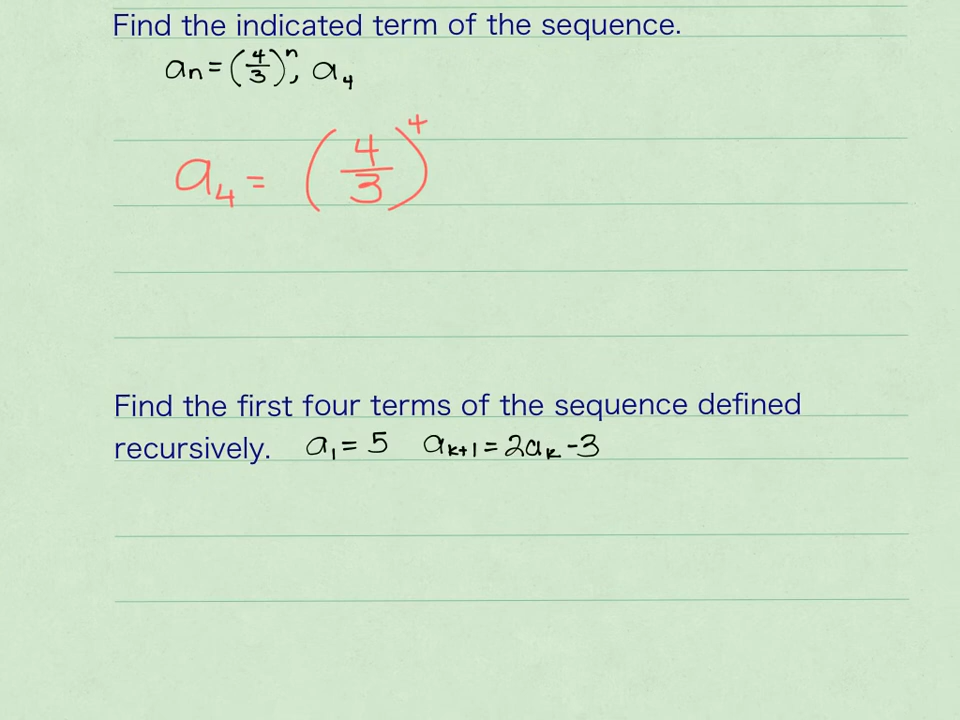 Find the indicated term of the sequence.
aₙ = (4/3)ⁿ, a₄
a₄ = (4/3)⁴
Find the first four terms of the sequence defined
recursively. a₁ = 5 aₖ₊₁ = 2aₖ - 3